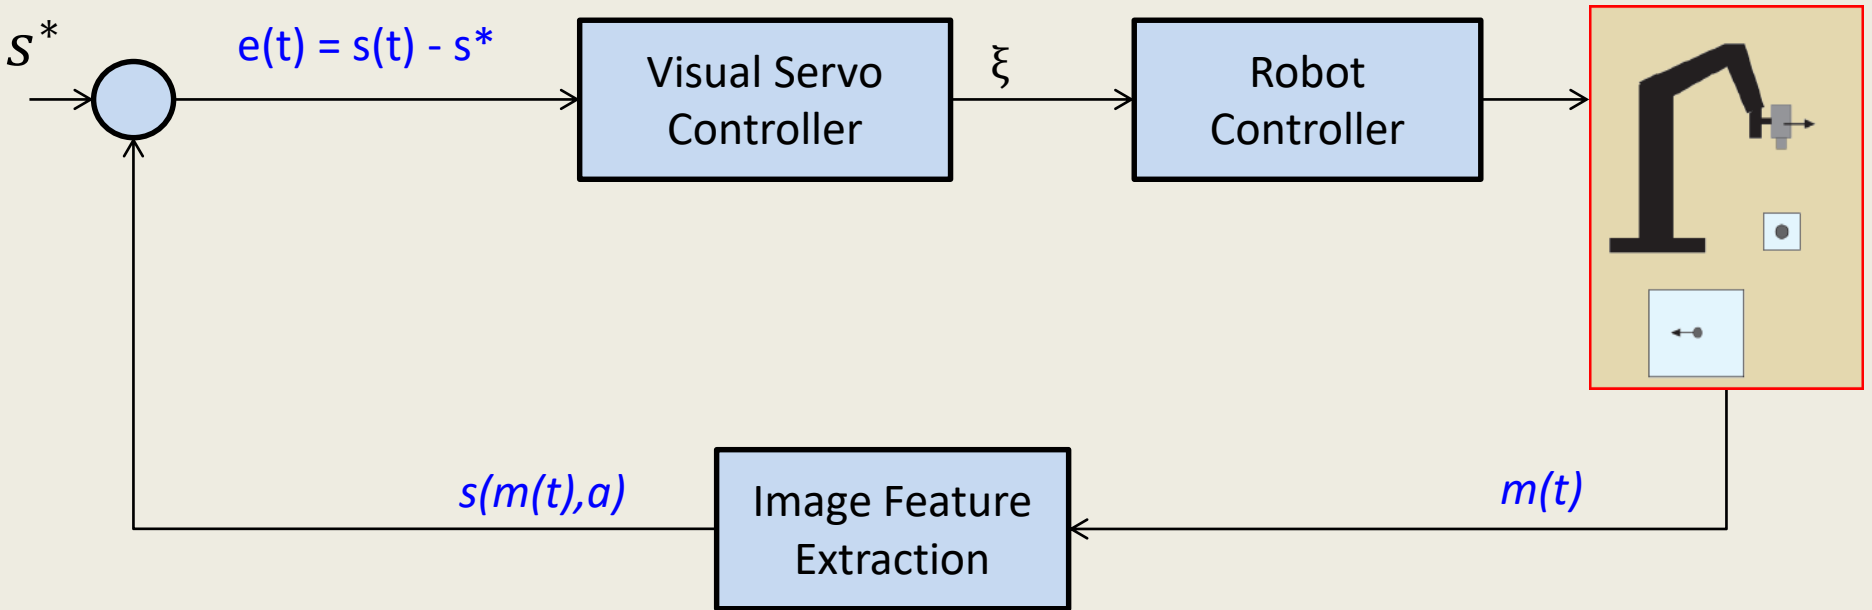 s*
e(t) = s(t) - s*
Visual Servo
Controller
ξ
Robot
Controller
s(m(t),a)
Image Feature
Extraction
m(t)